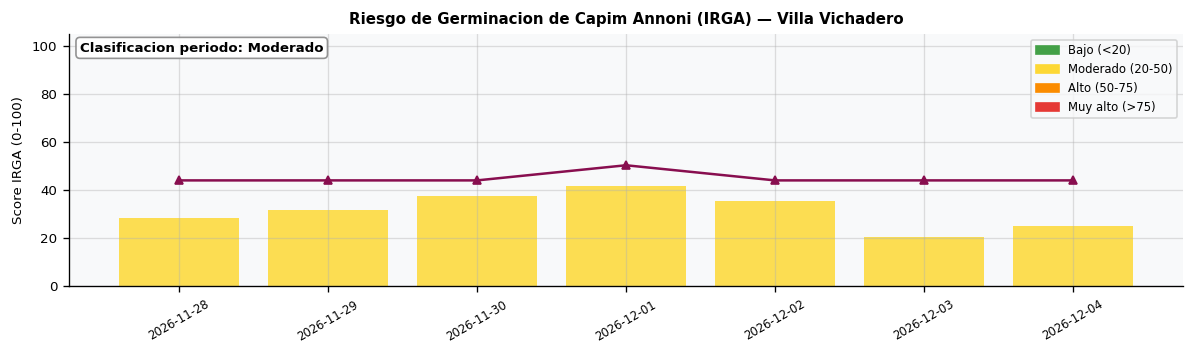 Riesgo de Germinacion de Capim Annoni (IRGA) — Villa Vichadero
Clasificacion periodo: Moderado
Bajo (<20)
Moderado (20-50)
Alto (50-75)
Muy alto (>75)
Score IRGA (0-100)
100
80
60
40
20
0
2026-11-28
2026-11-29
2026-11-30
2026-12-01
2026-12-02
2026-12-03
2026-12-04